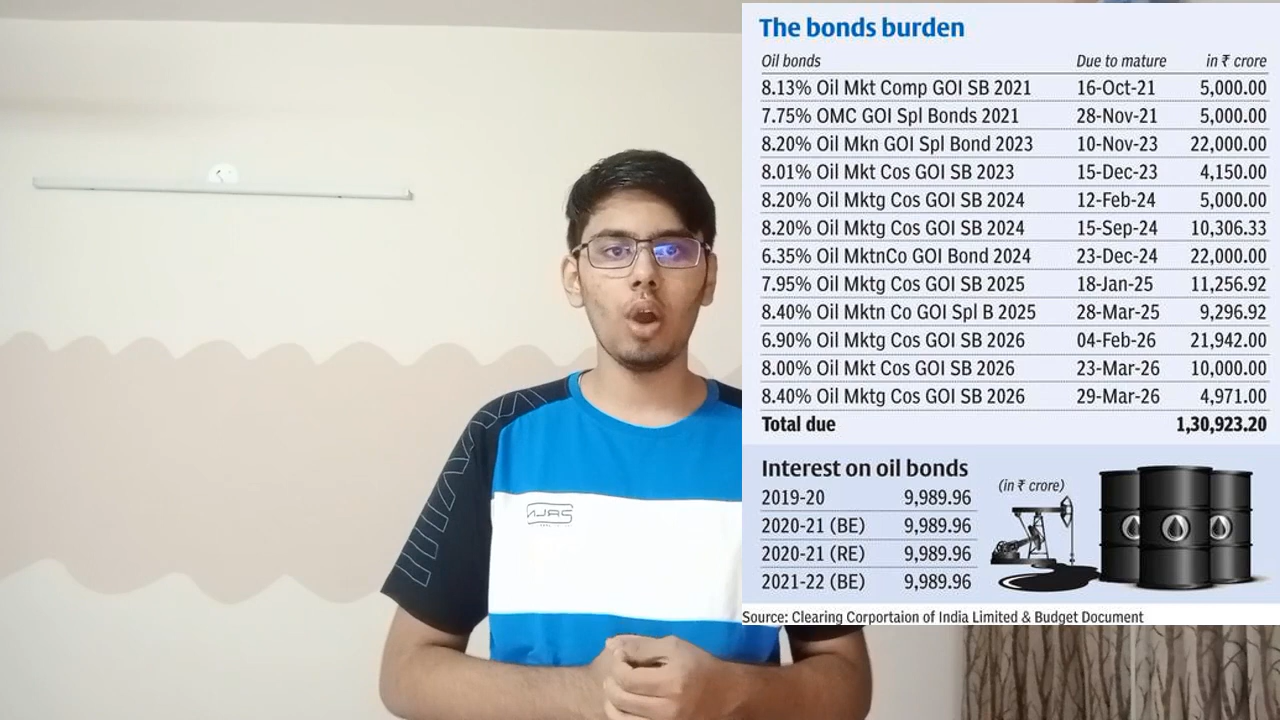 The bonds burden
Oil bonds Due to mature in ₹ crore
8.13% Oil Mkt Comp GOI SB 2021 16-Oct-21 5,000.00
7.75% OMC GOI Spl Bonds 2021 28-Nov-21 5,000.00
8.20% Oil Mkn GOI Spl Bond 2023 10-Nov-23 22,000.00
8.01% Oil Mkt Cos GOI SB 2023 15-Dec-23 4,150.00
8.20% Oil Mktg Cos GOI SB 2024 12-Feb-24 5,000.00
8.20% Oil Mktg Cos GOI SB 2024 15-Sep-24 10,306.33
6.35% Oil MktnCo GOI Bond 2024 23-Dec-24 22,000.00
7.95% Oil Mktg Cos GOI SB 2025 18-Jan-25 11,256.92
8.40% Oil Mktn Co GOI Spl B 2025 28-Mar-25 9,296.92
6.90% Oil Mktg Cos GOI SB 2026 04-Feb-26 21,942.00
8.00% Oil Mkt Cos GOI SB 2026 23-Mar-26 10,000.00
8.40% Oil Mktg Cos GOI SB 2026 29-Mar-26 4,971.00
Total due 1,30,923.20
Interest on oil bonds
(in ₹ crore)
2019-20 9,989.96
2020-21 (BE) 9,989.96
2020-21 (RE) 9,989.96
2021-22 (BE) 9,989.96
Source: Clearing Corportaion of India Limited & Budget Document